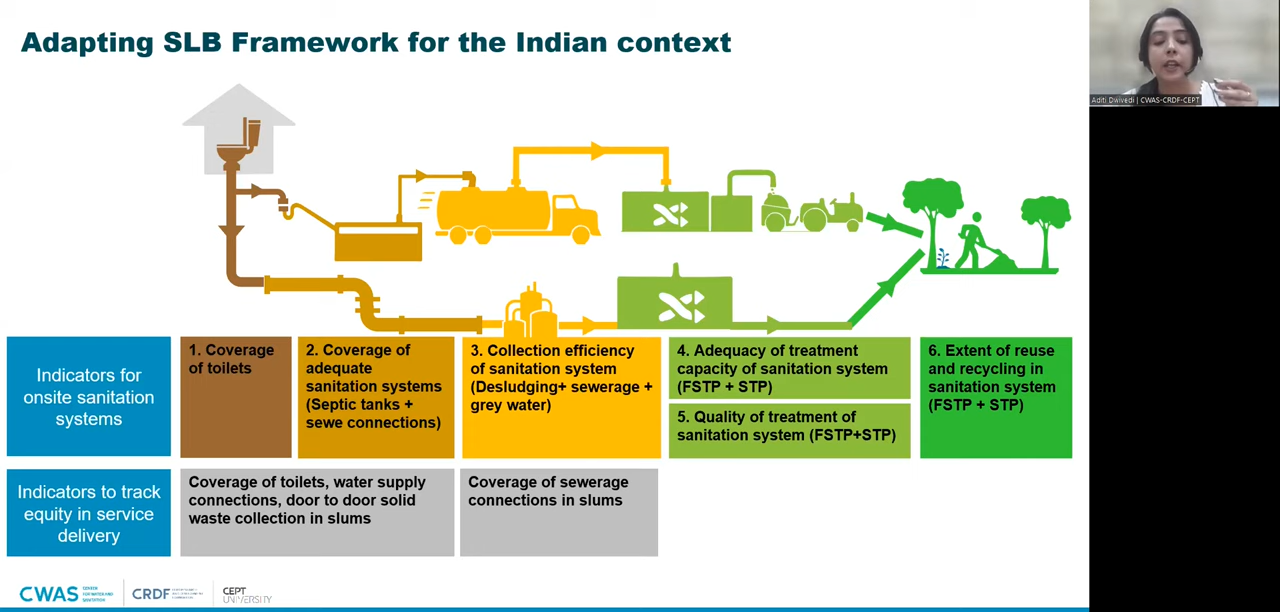 Adapting SLB Framework for the Indian context
Aditi Dwivedi | CWAS-CRDF-CEPT
Indicators for
onsite sanitation
systems
1. Coverage
of toilets
2. Coverage of
adequate
sanitation systems
(Septic tanks +
sewe connections)
3. Collection efficiency
of sanitation system
(Desludging+ sewerage +
grey water)
4. Adequacy of treatment
capacity of sanitation system
(FSTP + STP)
5. Quality of treatment of
sanitation system (FSTP+STP)
6. Extent of reuse
and recycling in
sanitation system
(FSTP + STP)
Indicators to track
equity in service
delivery
Coverage of toilets, water supply
connections, door to door solid
waste collection in slums
Coverage of sewerage
connections in slums
CWAS
CENTER
FOR WATER AND
SANITATION
CRDF
CEPT
UNIVERSITY